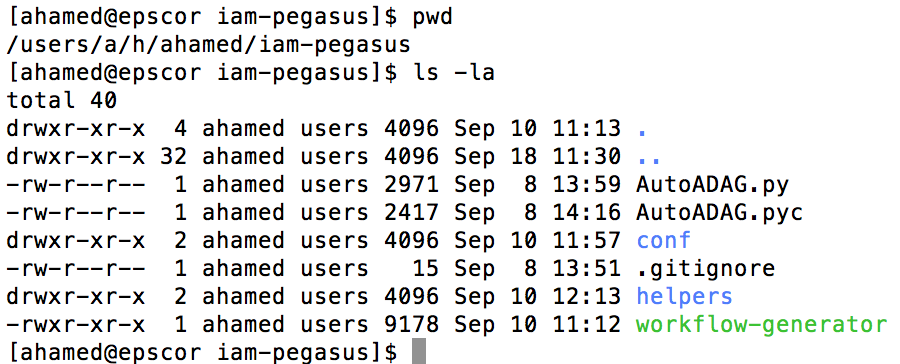 [ahamed@epscor iam-pegasus]$ pwd
/users/a/h/ahamed/iam-pegasus
[ahamed@epscor iam-pegasus]$ ls -la
total 40
drwxr-xr-x  4 ahamed users 4096 Sep 10 11:13 .
drwxr-xr-x 32 ahamed users 4096 Sep 18 11:30 ..
-rw-r--r--  1 ahamed users 2971 Sep  8 13:59 AutoADAG.py
-rw-r--r--  1 ahamed users 2417 Sep  8 14:16 AutoADAG.pyc
drwxr-xr-x  2 ahamed users 4096 Sep 10 11:57 conf
-rw-r--r--  1 ahamed users   15 Sep  8 13:51 .gitignore
drwxr-xr-x  2 ahamed users 4096 Sep 10 12:13 helpers
-rwxr-xr-x  1 ahamed users 9178 Sep 10 11:12 workflow-generator
[ahamed@epscor iam-pegasus]$